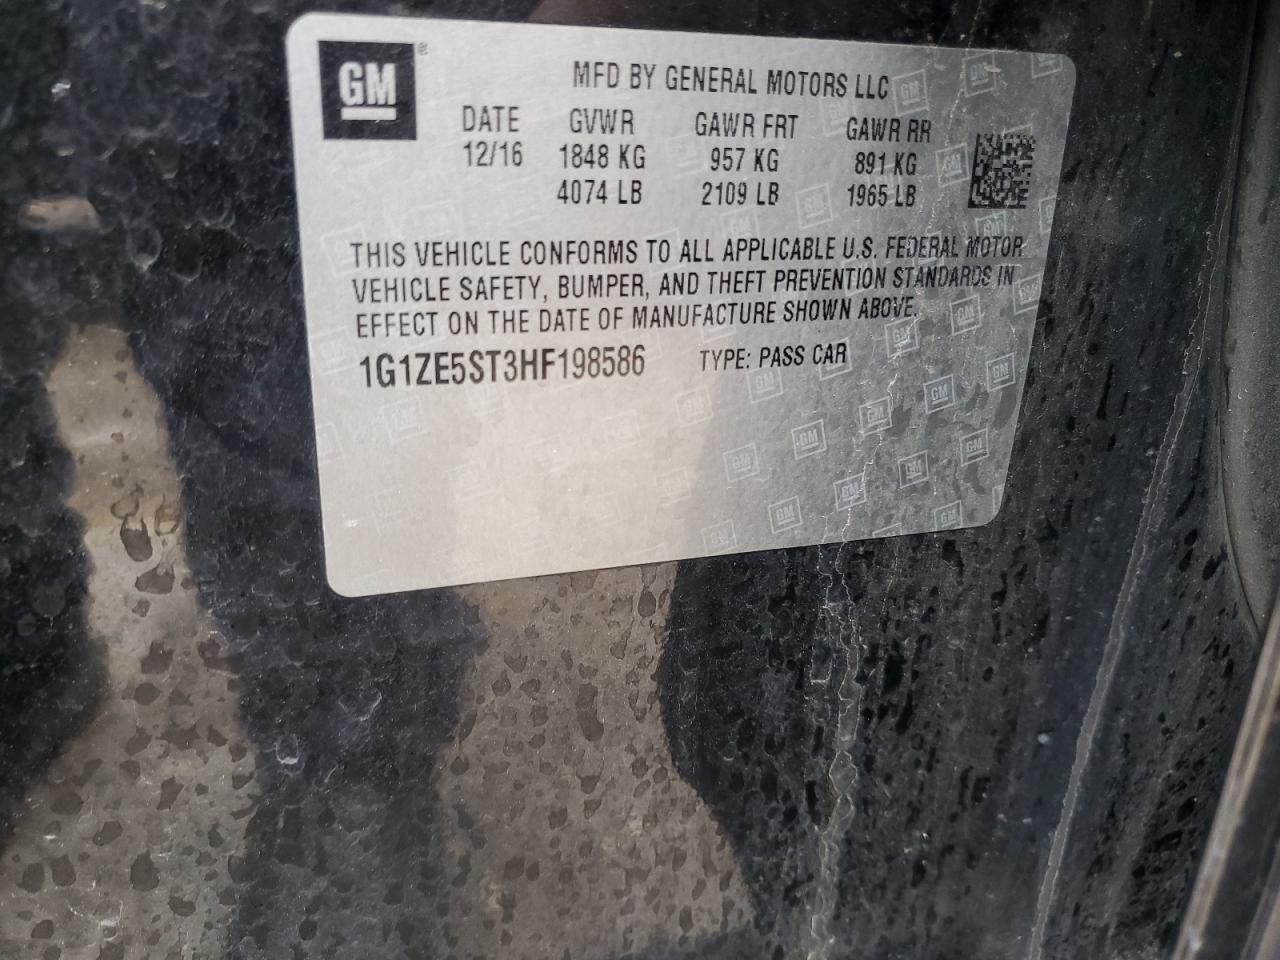 GM ®
MFD BY GENERAL MOTORS LLC
DATE GVWR GAWR FRT GAWR RR
12/16 1848 KG 957 KG 891 KG
4074 LB 2109 LB 1965 LB
THIS VEHICLE CONFORMS TO ALL APPLICABLE U.S. FEDERAL MOTOR
VEHICLE SAFETY, BUMPER, AND THEFT PREVENTION STANDARDS IN
EFFECT ON THE DATE OF MANUFACTURE SHOWN ABOVE.
1G1ZE5ST3HF198586 TYPE: PASS CAR